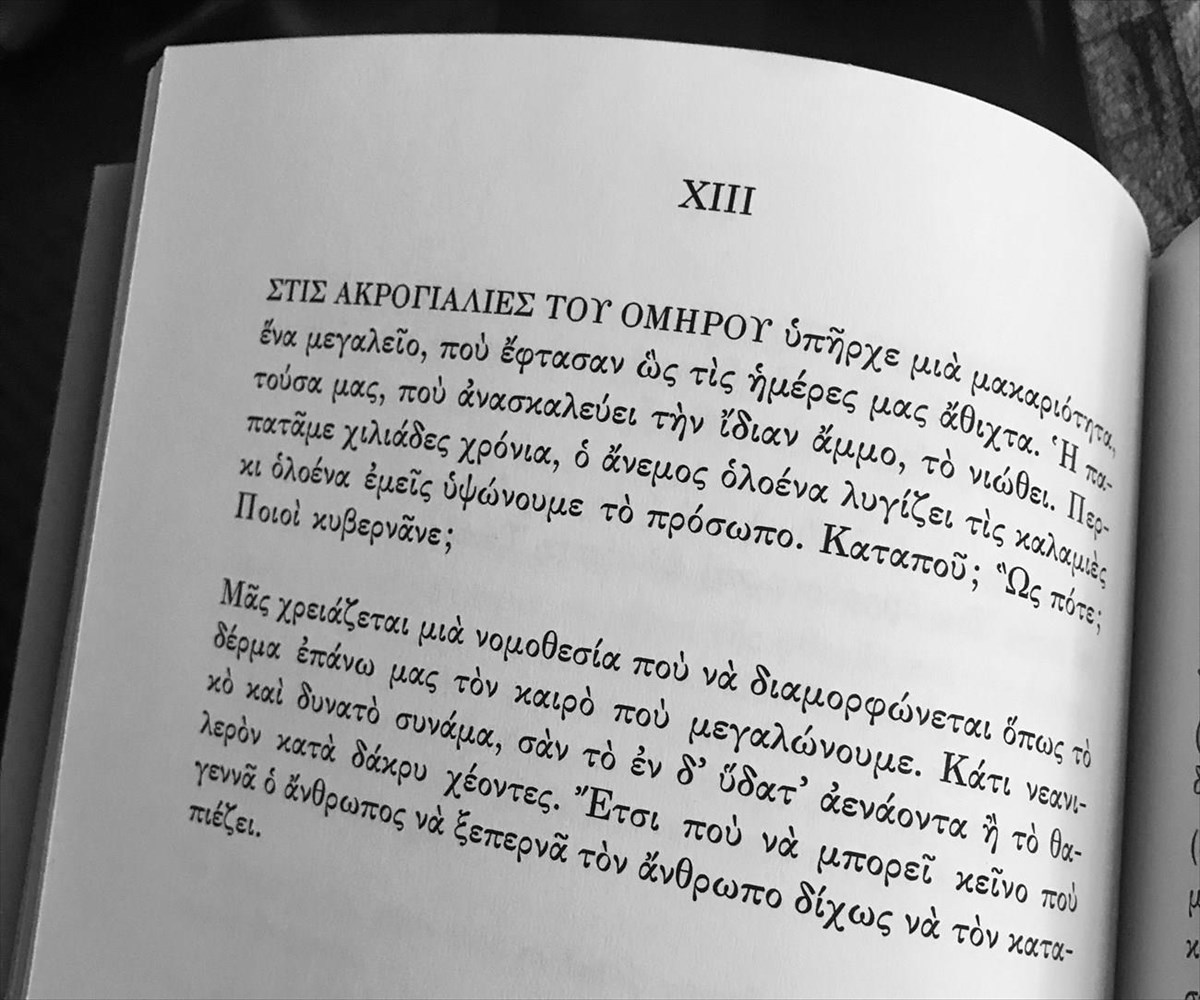 XIII
ΣΤΙΣ ΑΚΡΟΓΙΑΛΙΕΣ ΤΟΥ ΟΜΗΡΟΥ ὑπῆρχε μιὰ μακαριότητα,
ἕνα μεγαλεῖο, ποὺ ἔφτασαν ὣς τὶς ἡμέρες μας ἄθιχτα. Ἡ πα-
τούσα μας, ποὺ ἀνασκαλεύει τὴν ἴδιαν ἄμμο, τὸ νιώθει. Περ-
πατᾶμε χιλιάδες χρόνια, ὁ ἄνεμος ὁλοένα λυγίζει τὶς καλαμιὲς
κι ὁλοένα ἐμεῖς ὑψώνουμε τὸ πρόσωπο. Καταποῦ; Ὣς πότε;
Ποιοὶ κυβερνᾶνε;
Μᾶς χρειάζεται μιὰ νομοθεσία ποὺ νὰ διαμορφώνεται ὅπως τὸ
δέρμα ἐπάνω μας τὸν καιρὸ ποὺ μεγαλώνουμε. Κάτι νεανι-
κὸ καὶ δυνατὸ συνάμα, σὰν τὸ ἐν δ’ ὕδατ’ ἀενάοντα ἢ τὸ θα-
λερὸν κατὰ δάκρυ χέοντες. Ἔτσι ποὺ νὰ μπορεῖ κεῖνο ποὺ
γεννᾶ ὁ ἄνθρωπος νὰ ξεπερνᾶ τὸν ἄνθρωπο δίχως νὰ τὸν κατα-
πιέζει.